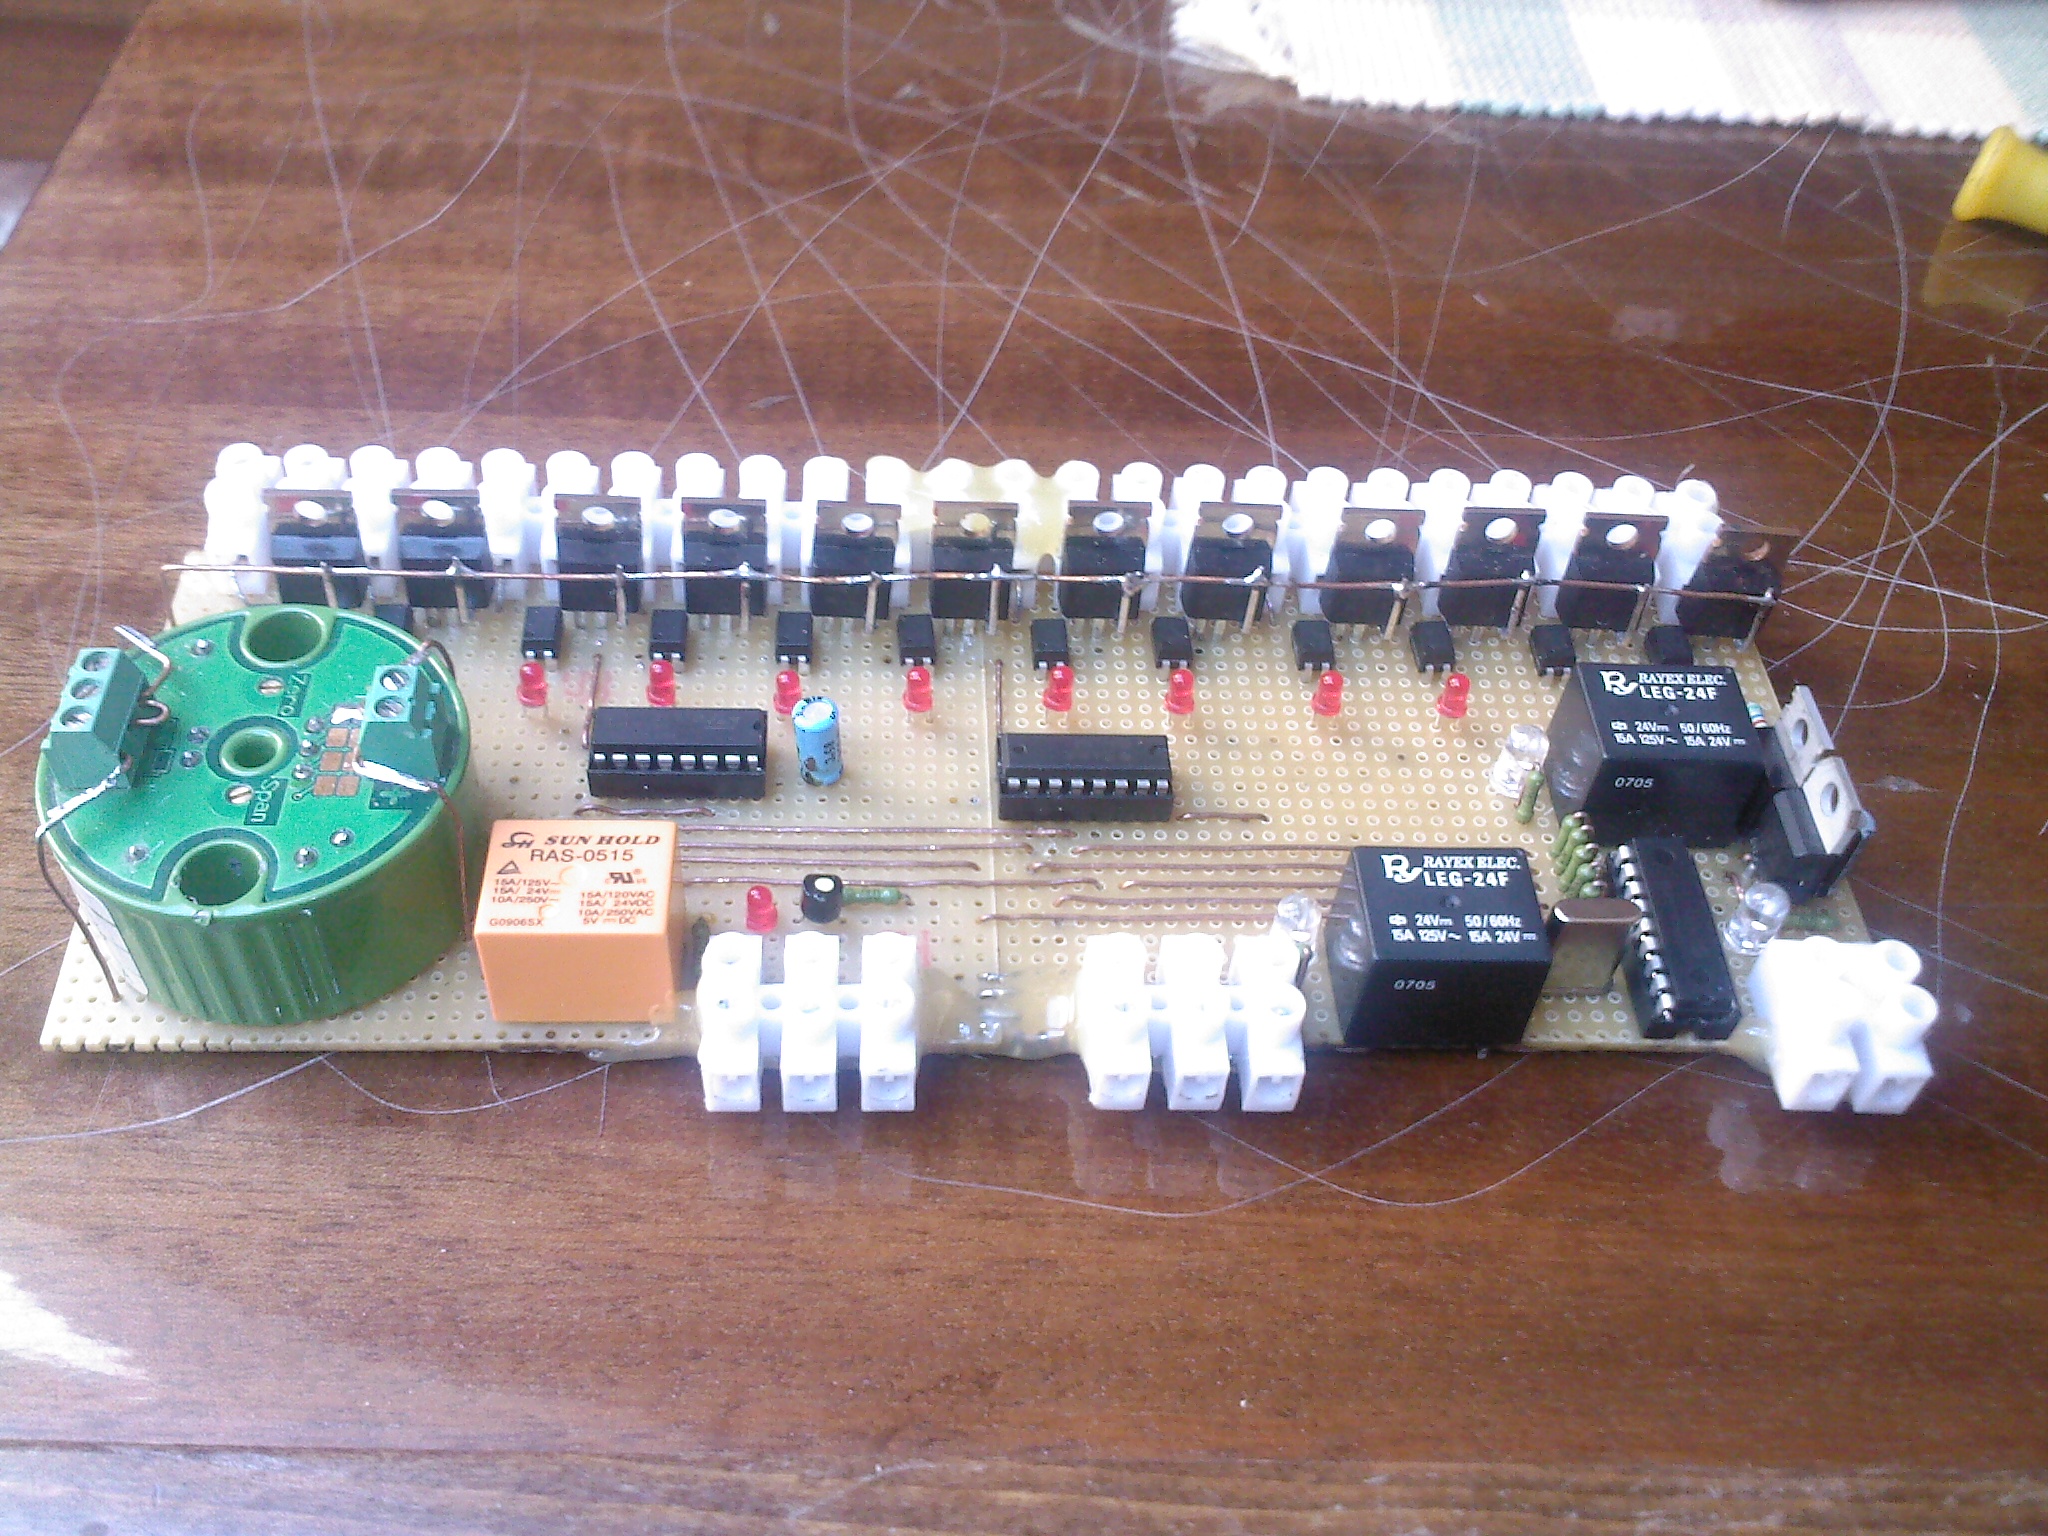 Zero
Span
SUN HOLD
RAS-0515
15A/125V~
15A/ 24V⎓
10A/250V~
15A/120VAC
15A/ 24VDC
10A/250VAC
5V ⎓ DC
G0906SX
RAYEX ELEC.
LEG-24F
24V⎓ 50/60Hz
15A 125V~ 15A 24V⎓
0705
RAYEX ELEC.
LEG-24F
24V⎓ 50/60Hz
15A 125V~ 15A 24V⎓
0705